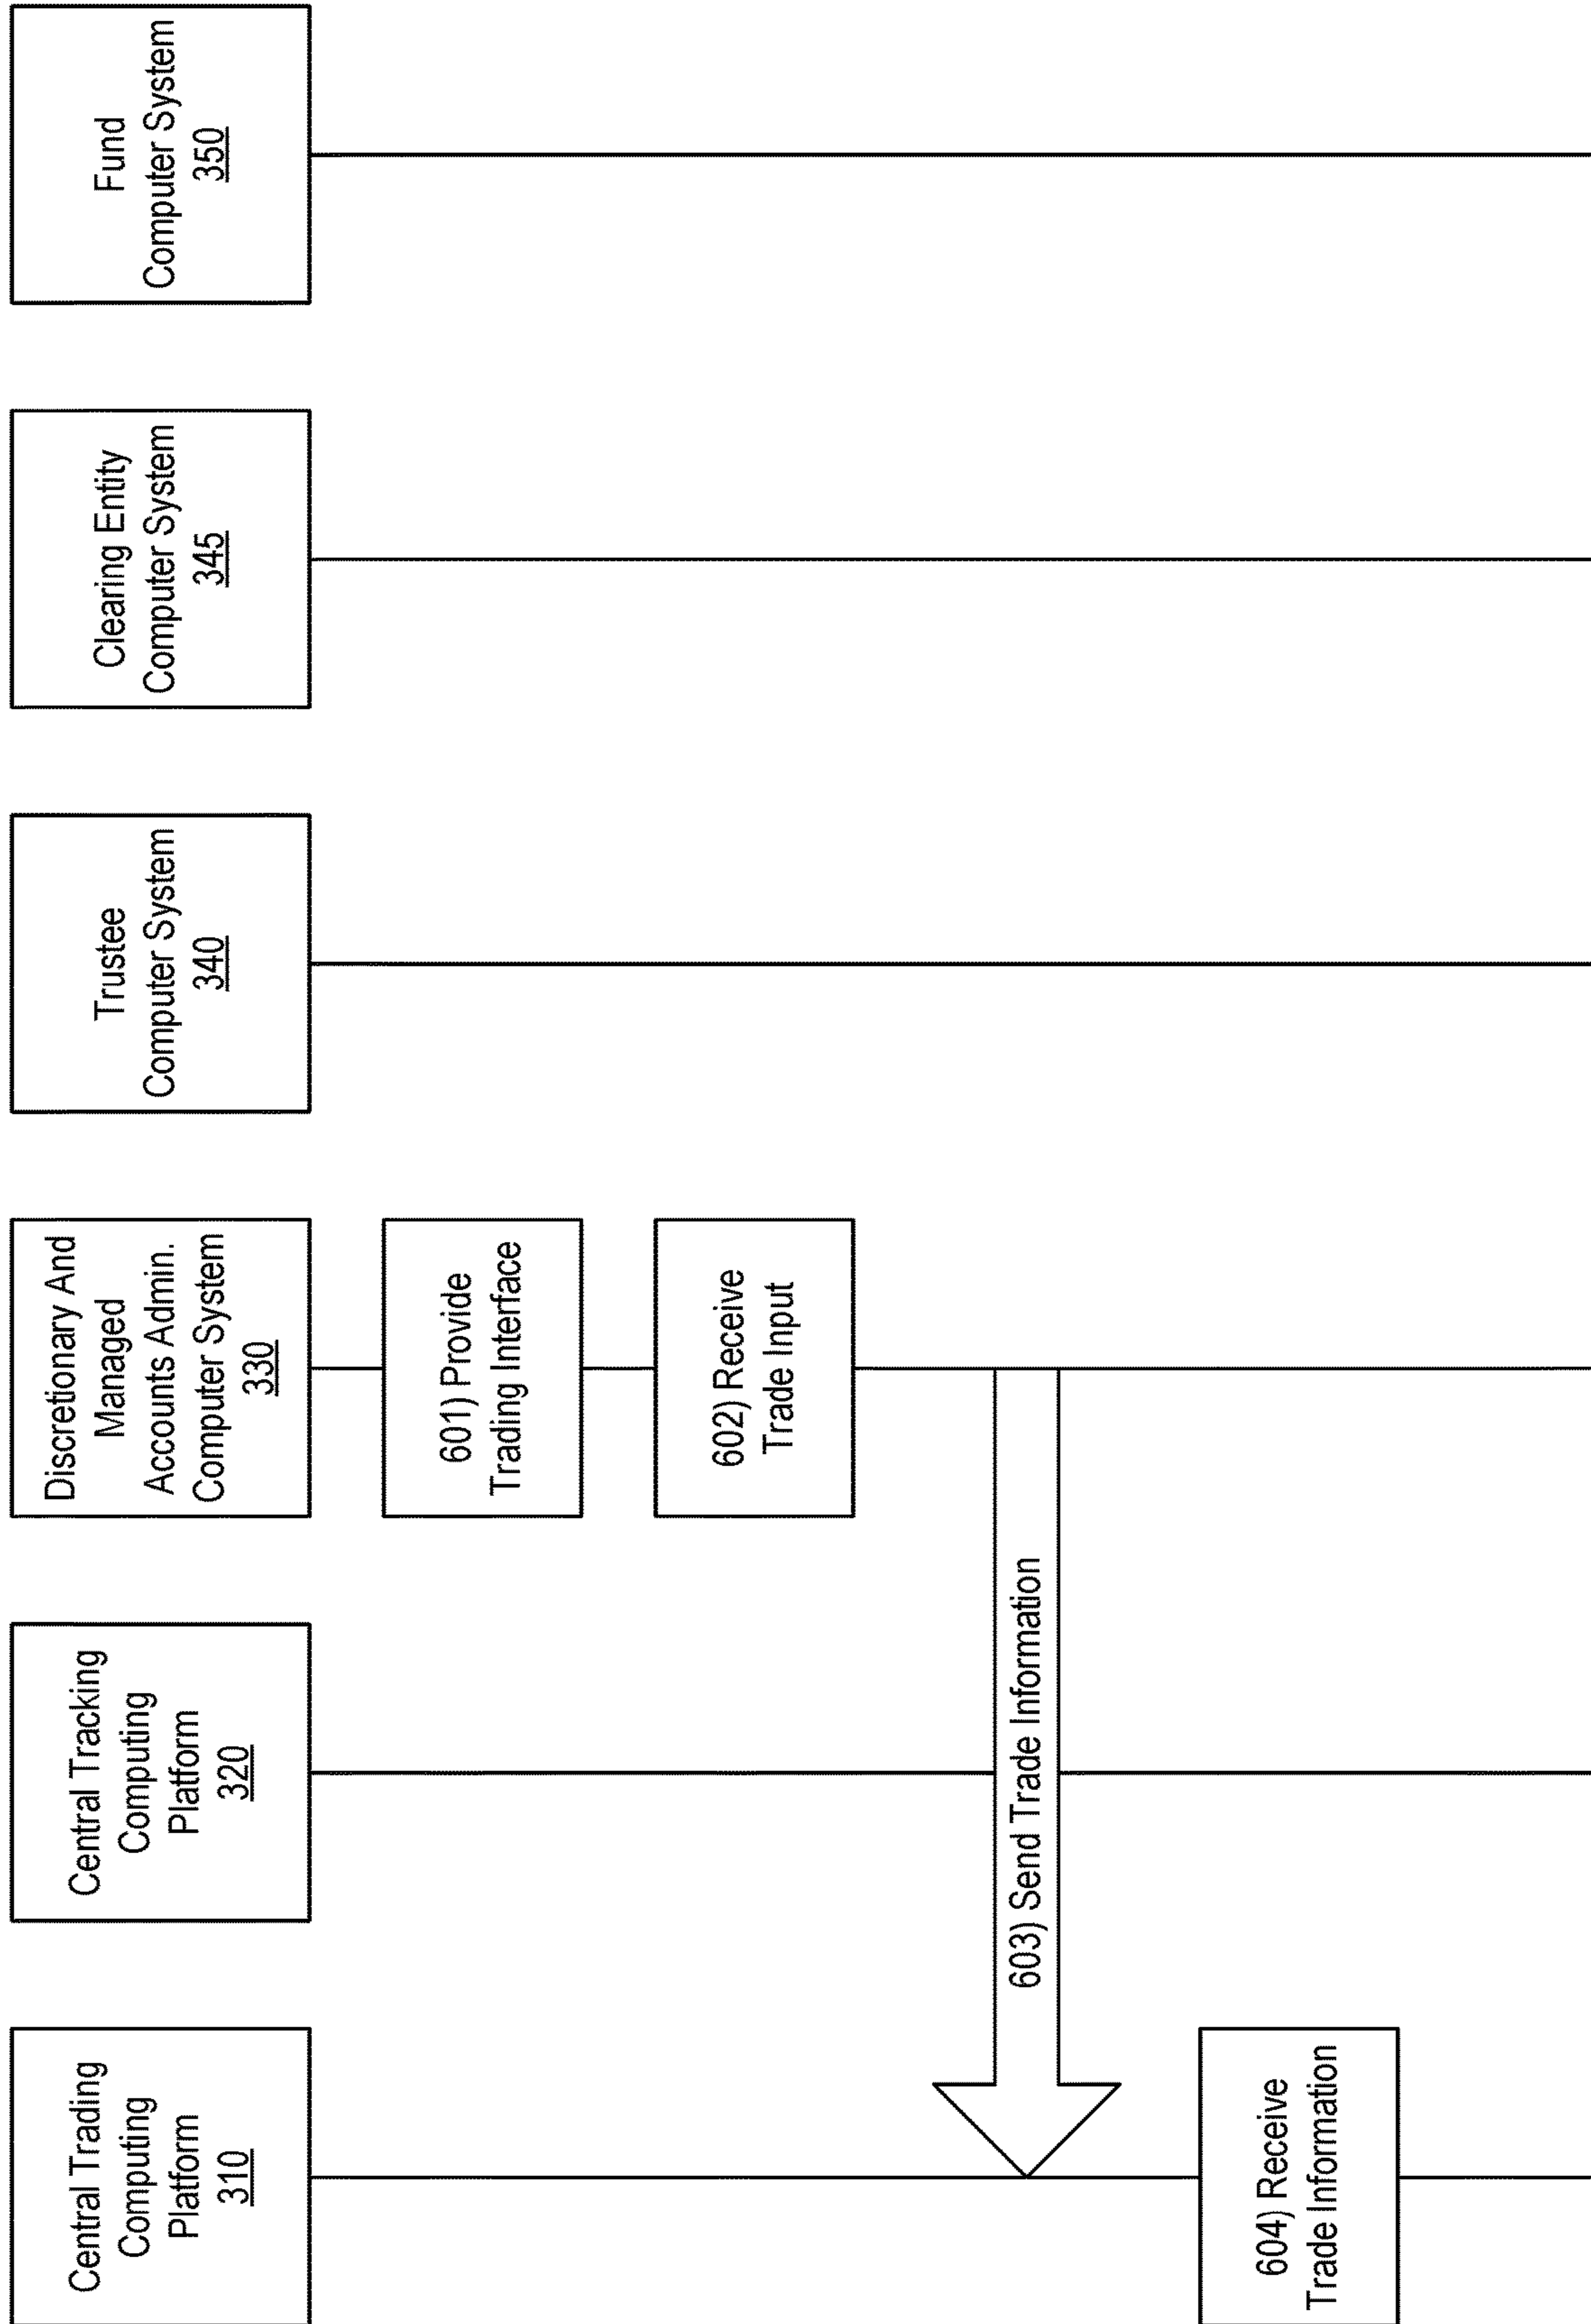 Central Trading
Computing
Platform
310
Central Tracking
Computing
Platform
320
Discretionary And
Managed
Accounts Admin.
Computer System
330
Trustee
Computer System
340
Clearing Entity
Computer System
345
Fund
Computer System
350
601) Provide
Trading Interface
602) Receive
Trade Input
603) Send Trade Information
604) Receive
Trade Information